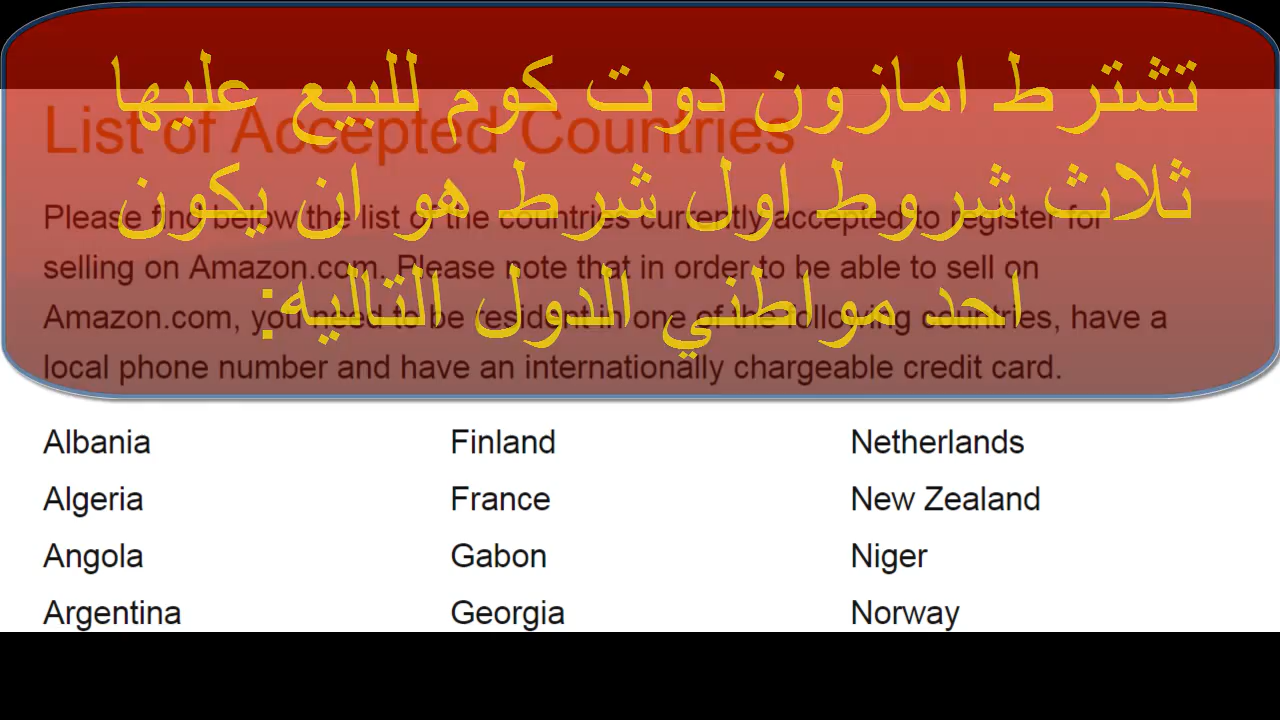 تشترط امازون دوت كوم للبيع عليها
ثلاث شروط اول شرط هو ان يكون
احد مواطني الدول التاليه:
List of Accepted Countries
Please find below the list of the countries currently accepted to register for
selling on Amazon.com. Please note that in order to be able to sell on
Amazon.com, you need to be resident in one of the following countries, have a
local phone number and have an internationally chargeable credit card.
Albania Finland Netherlands
Algeria France New Zealand
Angola Gabon Niger
Argentina Georgia Norway